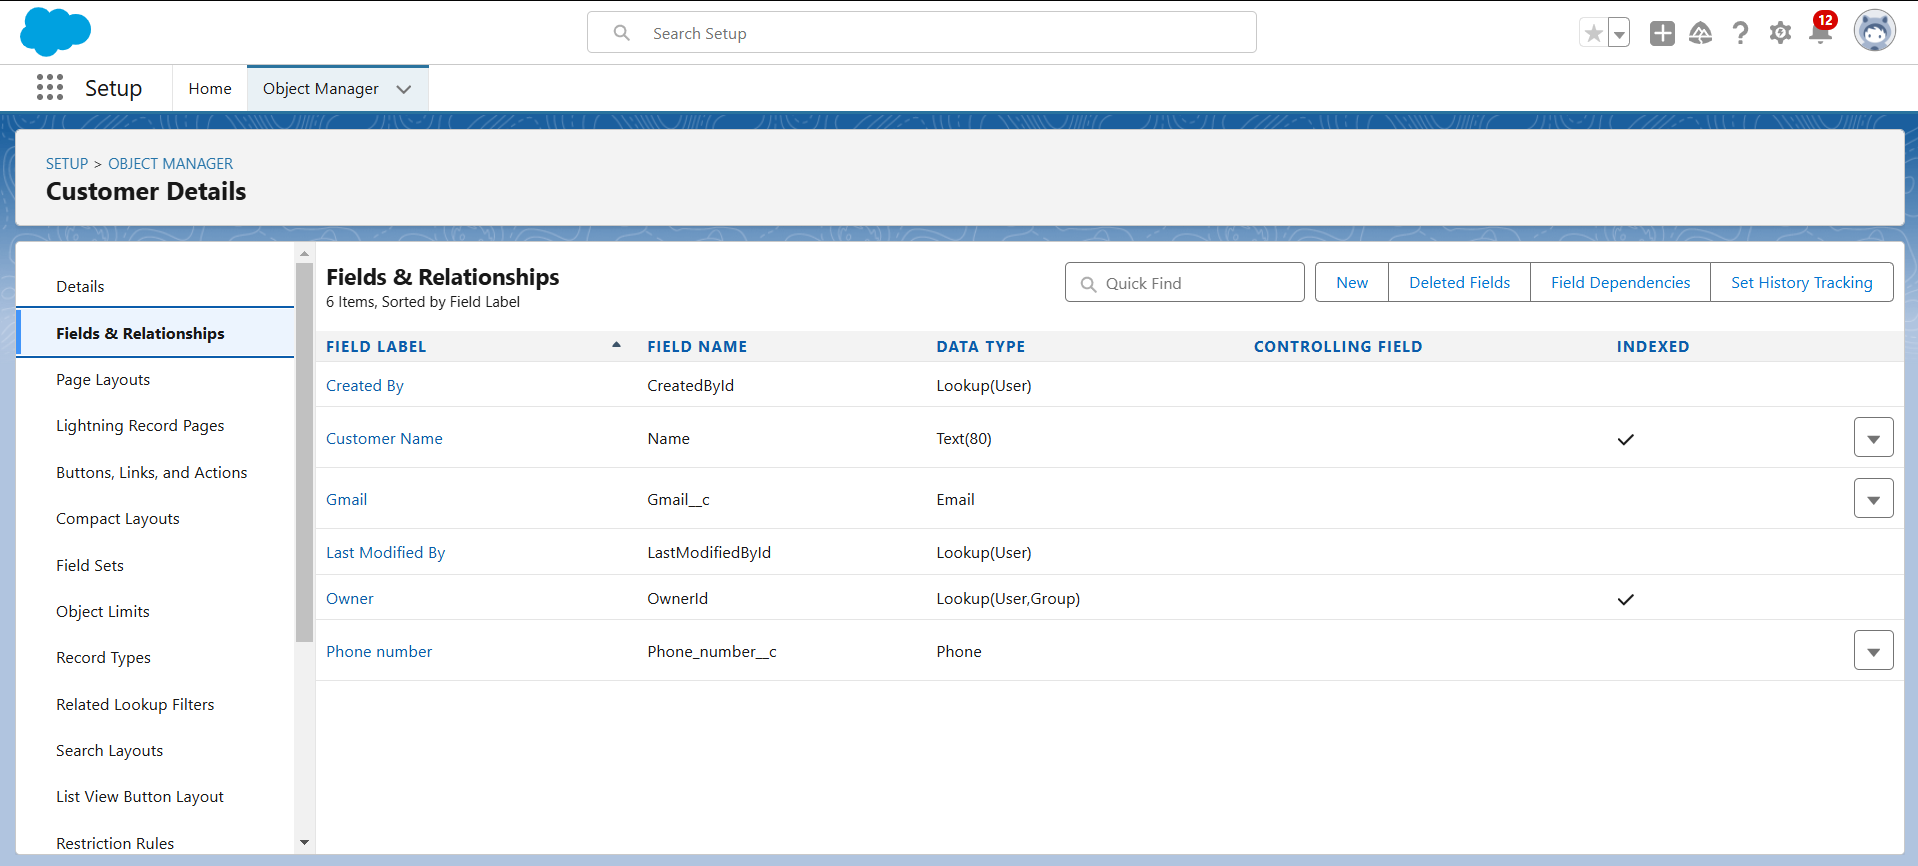 Search Setup
12
Setup
Home
Object Manager
SETUP > OBJECT MANAGER
Customer Details
Details
Fields & Relationships
Page Layouts
Lightning Record Pages
Buttons, Links, and Actions
Compact Layouts
Field Sets
Object Limits
Record Types
Related Lookup Filters
Search Layouts
List View Button Layout
Restriction Rules
Fields & Relationships
6 Items, Sorted by Field Label
Quick Find
New
Deleted Fields
Field Dependencies
Set History Tracking
FIELD LABEL FIELD NAME DATA TYPE CONTROLLING FIELD INDEXED
Created By CreatedById Lookup(User)
Customer Name Name Text(80)
Gmail Gmail__c Email
Last Modified By LastModifiedById Lookup(User)
Owner OwnerId Lookup(User,Group)
Phone number Phone_number__c Phone